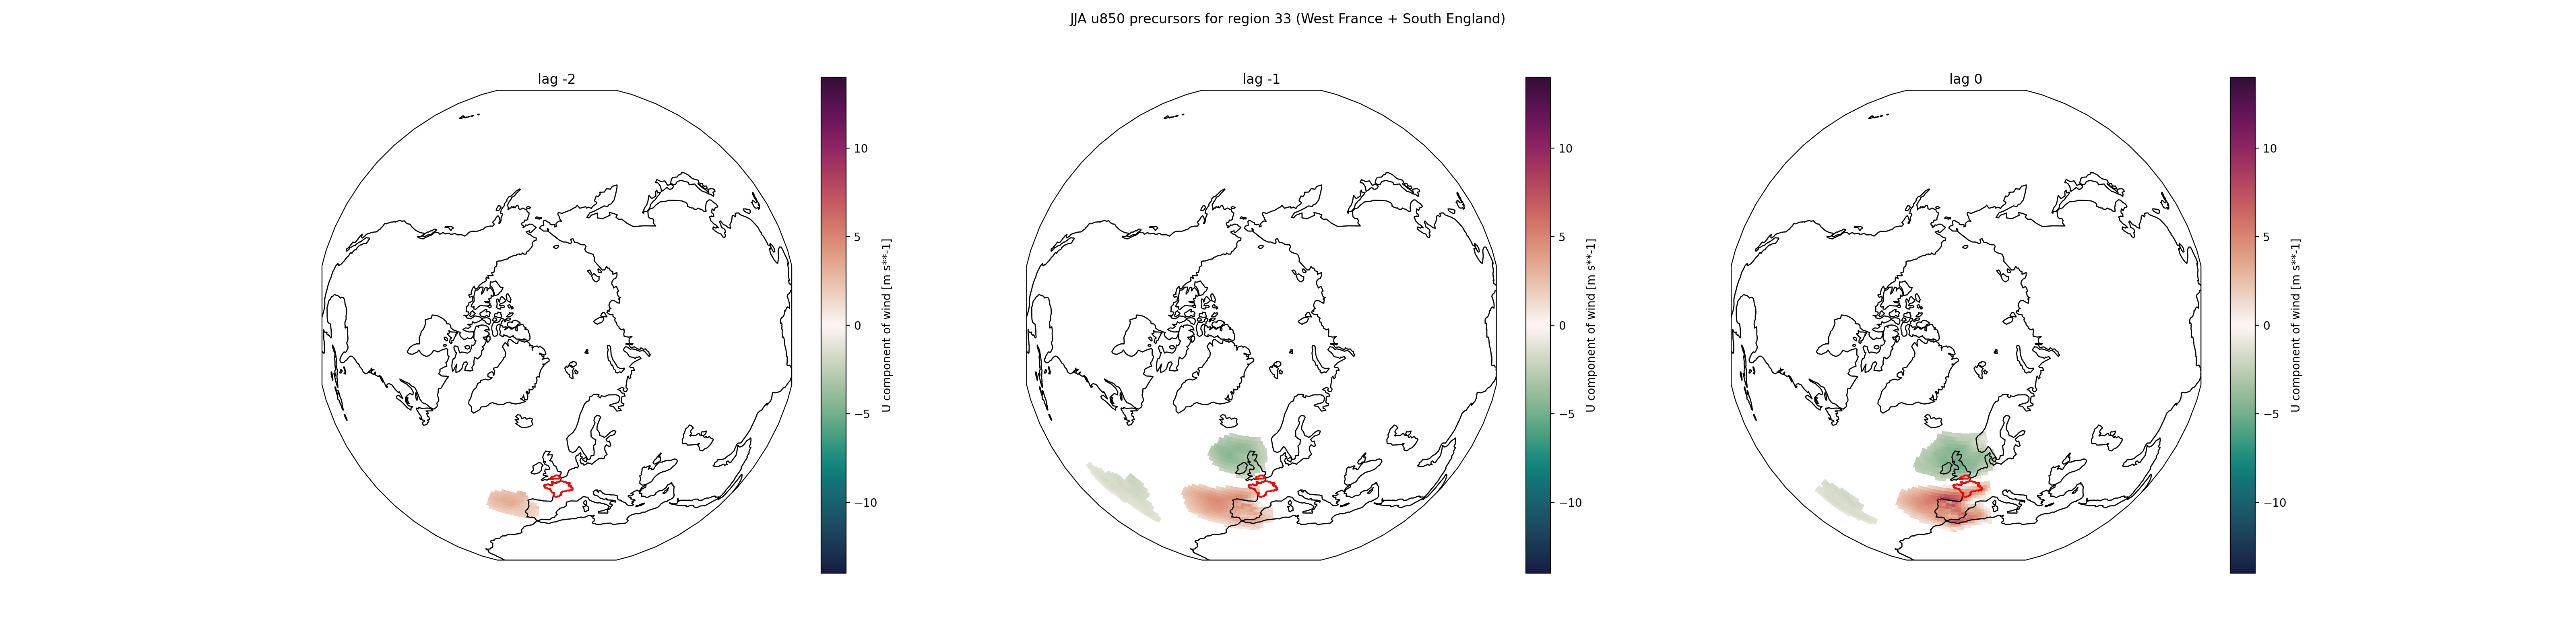 JJA u850 precursors for region 33 (West France + South England)
lag -2
10
5
0
−5
−10
U component of wind [m s**-1]
lag -1
10
5
0
−5
−10
U component of wind [m s**-1]
lag 0
10
5
0
−5
−10
U component of wind [m s**-1]